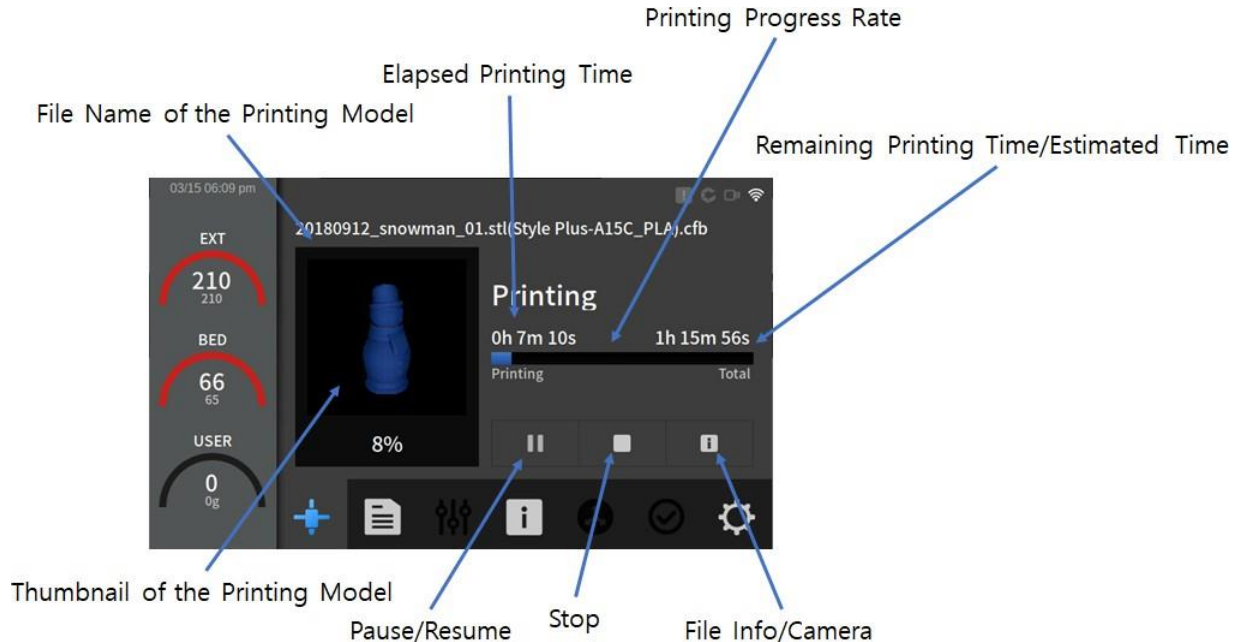 Printing Progress Rate
Elapsed Printing Time
File Name of the Printing Model
Remaining Printing Time/Estimated Time
03/15 06:09 pm
20180912_snowman_01.stl(Style Plus-A15C_PLA).cfb
EXT
210
210
BED
66
65
USER
0
0g
8%
Printing
0h 7m 10s 1h 15m 56s
Printing Total
Thumbnail of the Printing Model
Pause/Resume
Stop
File Info/Camera